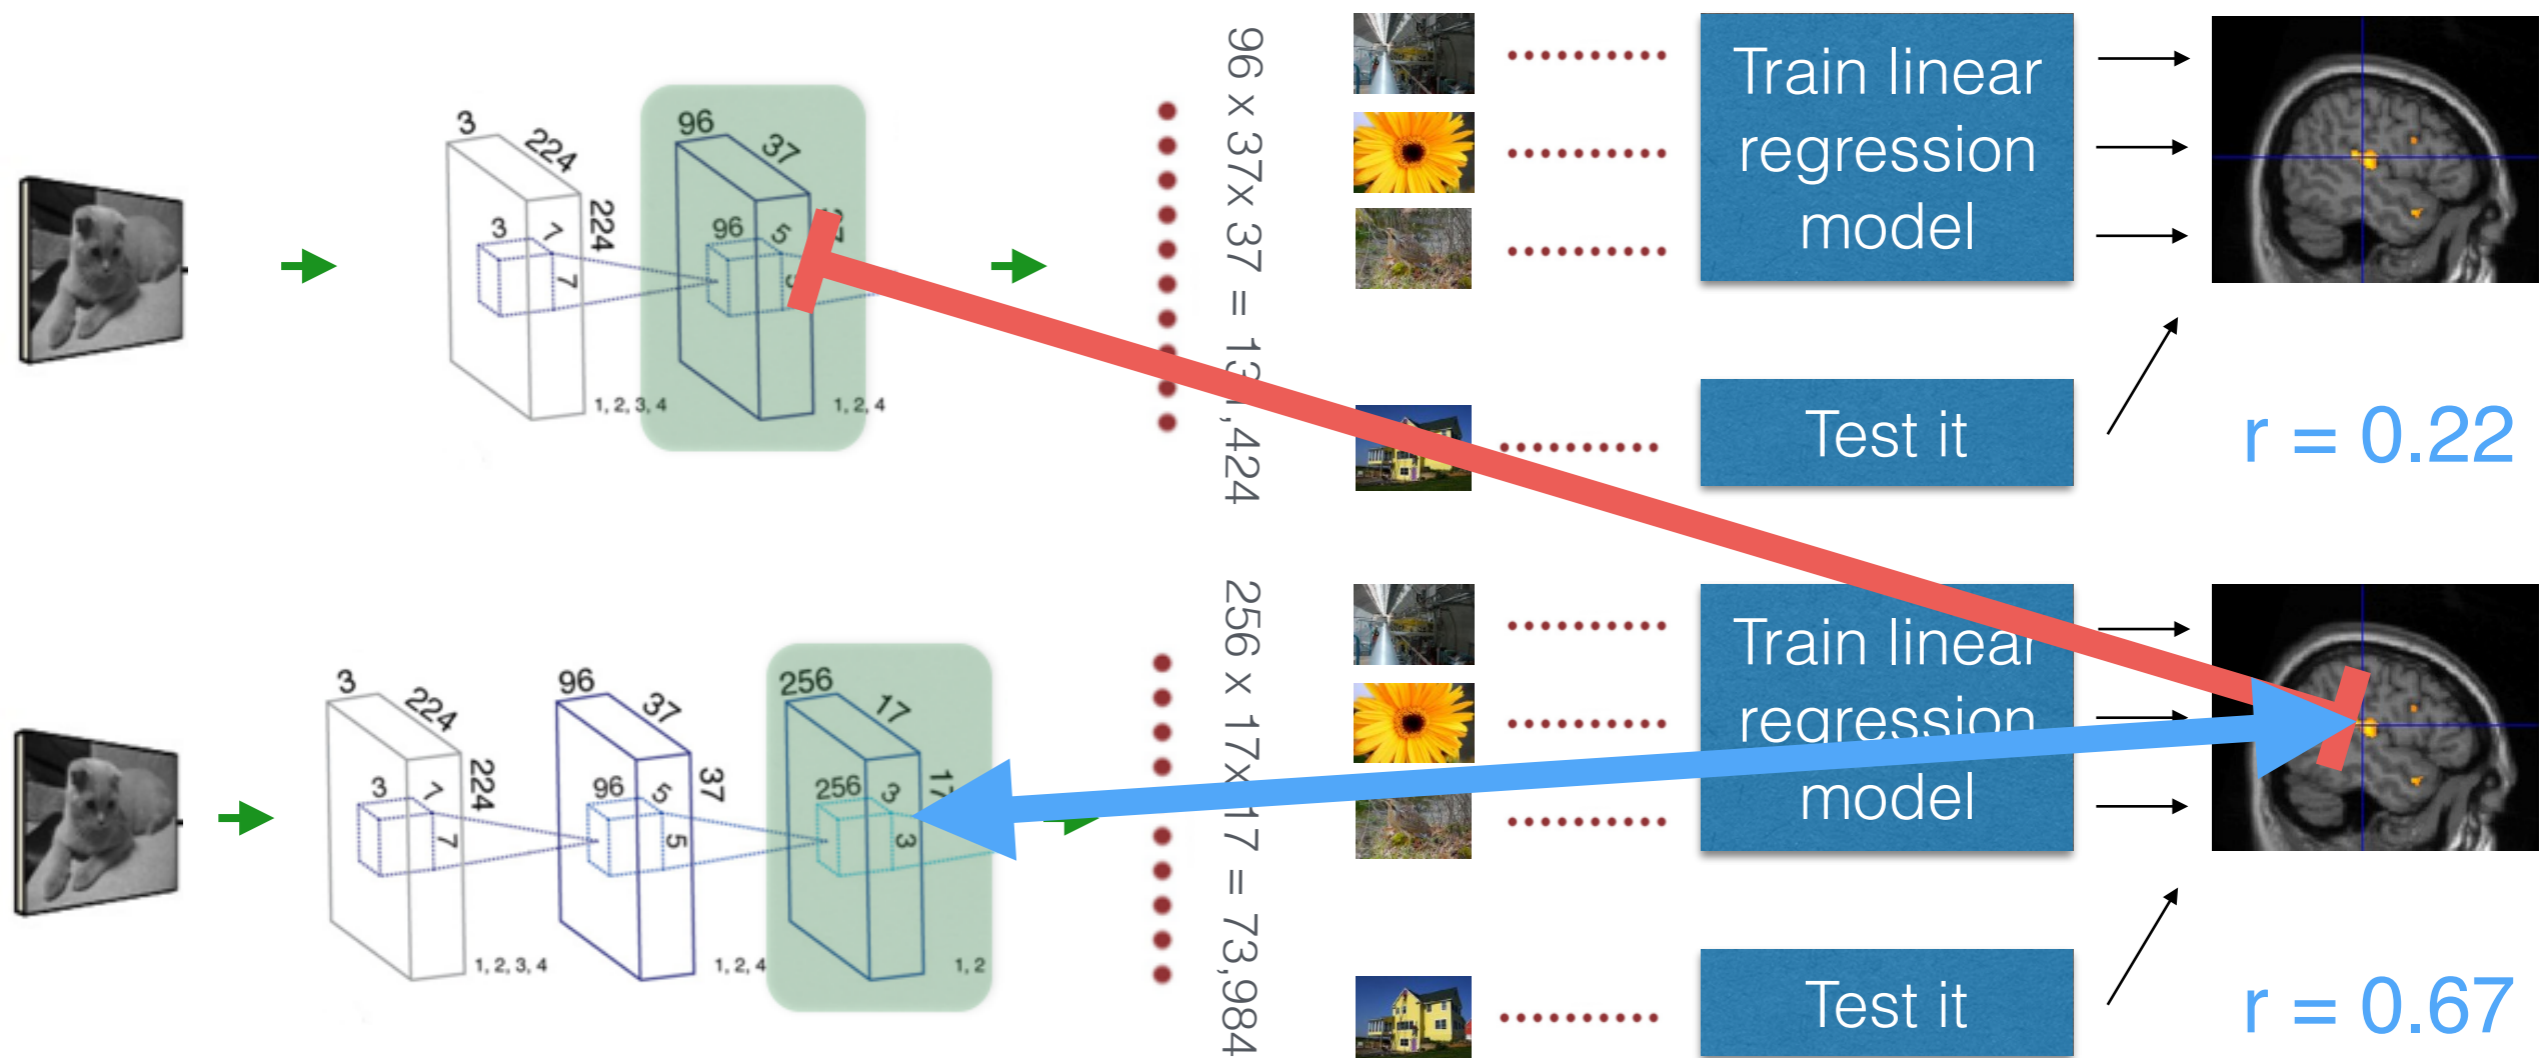 3
224
224
3
7
7
1, 2, 3, 4
96
37
96
5
1, 2, 4
96 x 37x 37 =
,424
Train linear
regression
model
Test it
r = 0.22
3
224
224
3
7
7
1, 2, 3, 4
96
37
37
96
5
5
1, 2, 4
256
17
256
3
3
1, 2
256 x 17x 17 = 73,984
Train linear
regression
model
Test it
r = 0.67